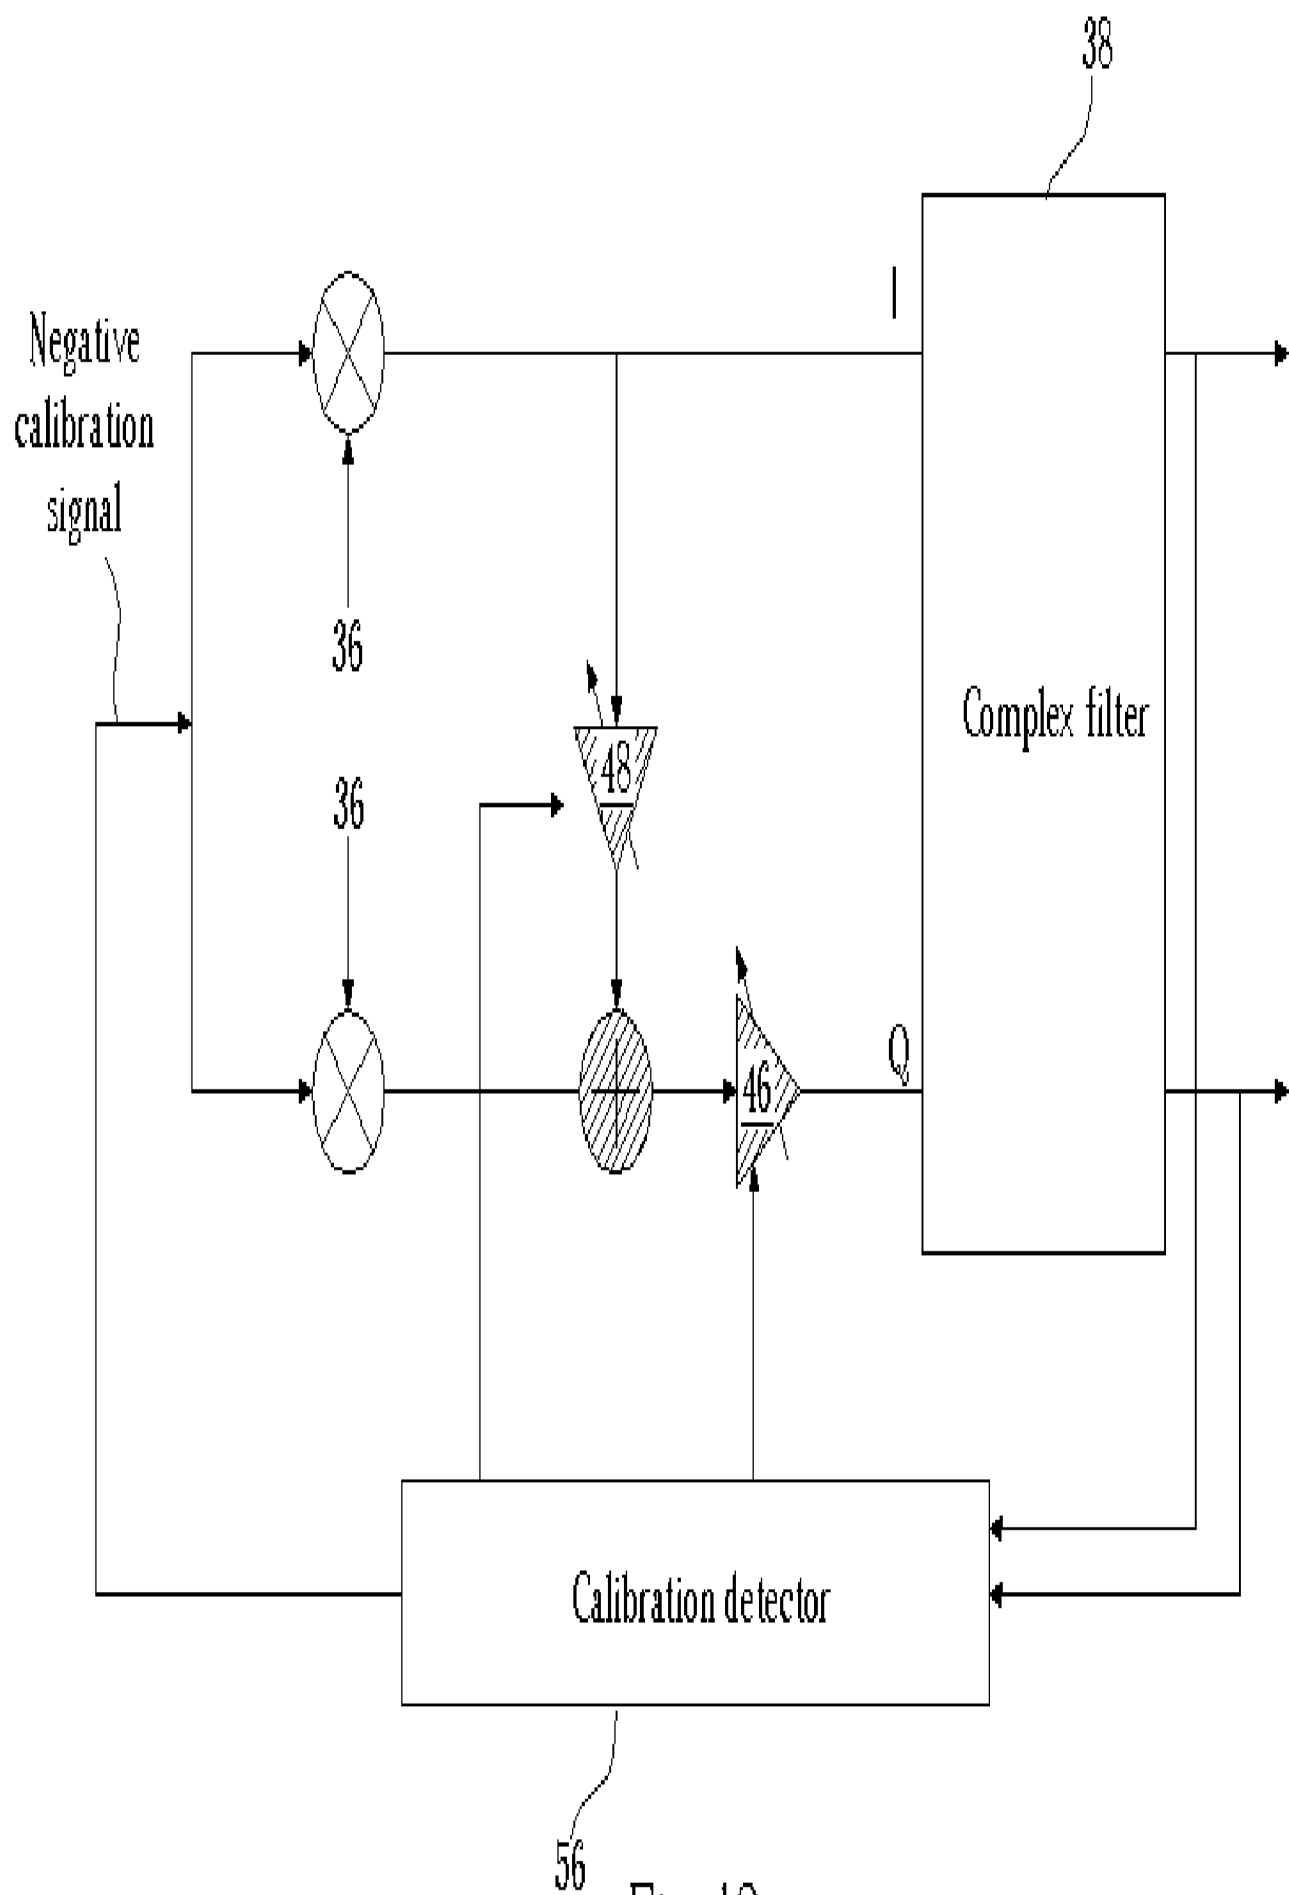 38
I
Negative
calibration
signal
36
Complex filter
48
36
Q
46
Calibration detector
56